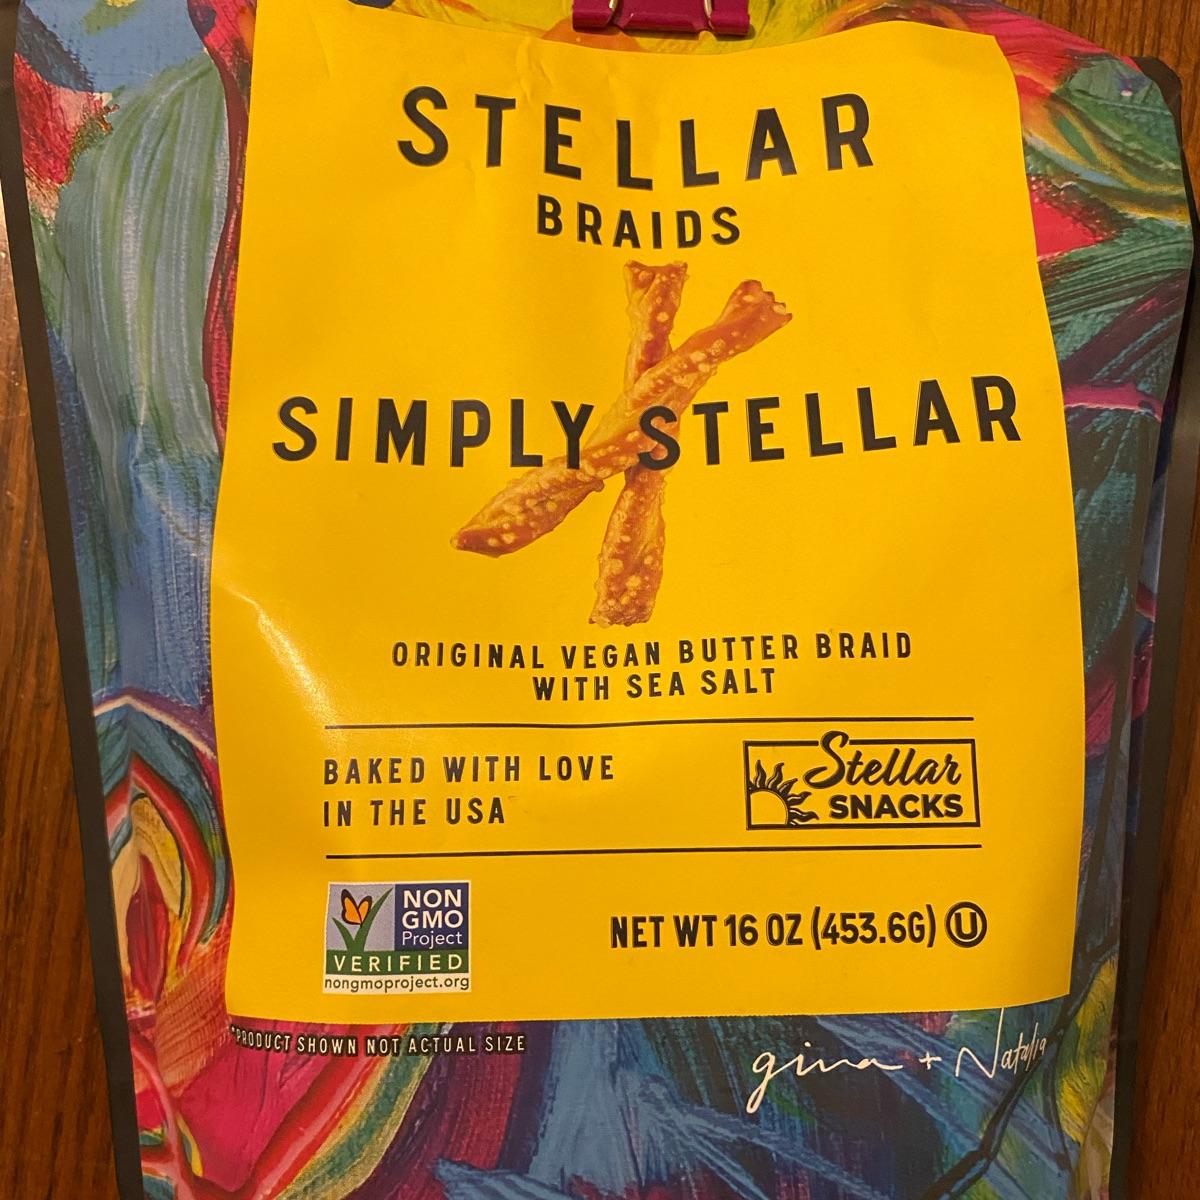 STELLAR
BRAIDS
SIMPLY STELLAR
ORIGINAL VEGAN BUTTER BRAID
WITH SEA SALT
BAKED WITH LOVE
IN THE USA
Stellar
SNACKS
NON
GMO
Project
VERIFIED
nongmoproject.org
NET WT 16 OZ (453.6G) U
*PRODUCT SHOWN NOT ACTUAL SIZE
gina + Natalia